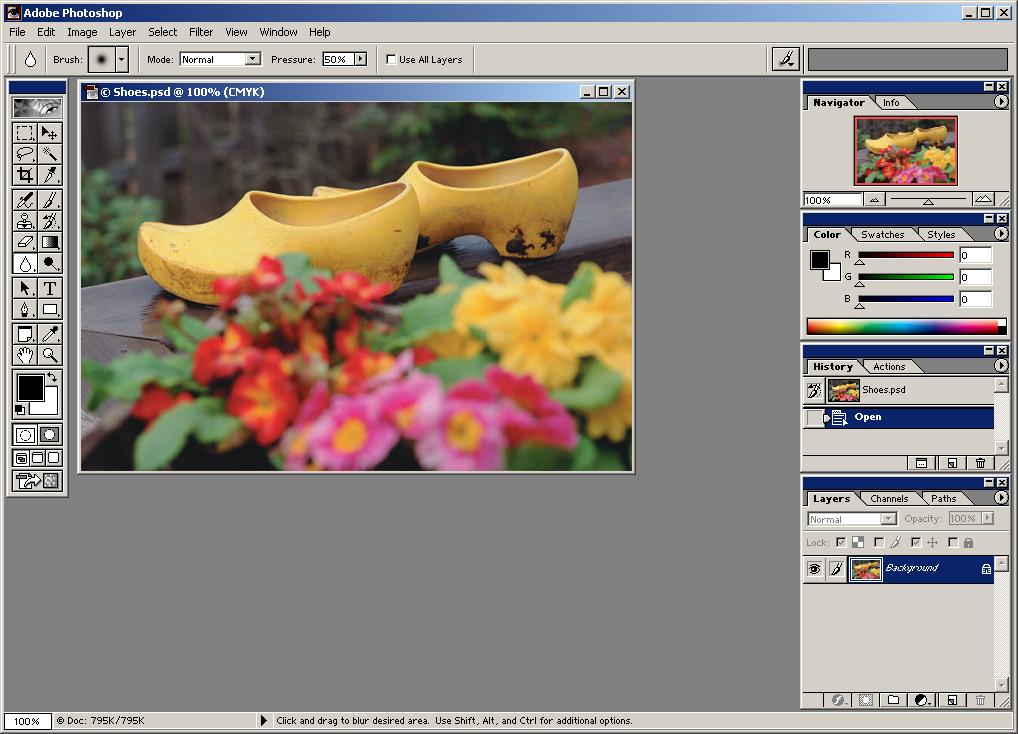 Adobe Photoshop
File Edit Image Layer Select Filter View Window Help
Brush: Mode: Normal Pressure: 50% Use All Layers
© Shoes.psd @ 100% (CMYK)
Navigator Info
100%
Color Swatches Styles
R 0
G 0
B 0
History Actions
Shoes.psd
Open
Layers Channels Paths
Normal Opacity: 100%
Lock:
Background
T
100% © Doc: 795K/795K Click and drag to blur desired area. Use Shift, Alt, and Ctrl for additional options.